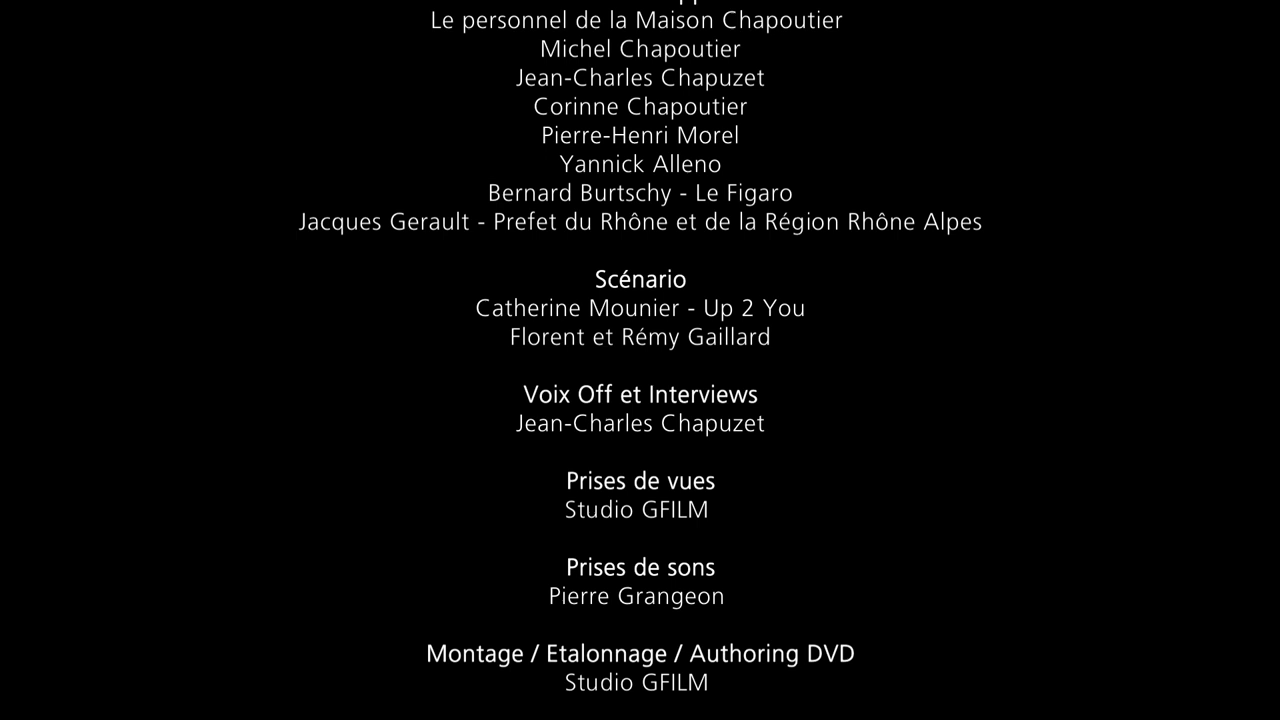 Le personnel de la Maison Chapoutier
Michel Chapoutier
Jean-Charles Chapuzet
Corinne Chapoutier
Pierre-Henri Morel
Yannick Alleno
Bernard Burtschy - Le Figaro
Jacques Gerault - Prefet du Rhône et de la Région Rhône Alpes
Scénario
Catherine Mounier - Up 2 You
Florent et Rémy Gaillard
Voix Off et Interviews
Jean-Charles Chapuzet
Prises de vues
Studio GFILM
Prises de sons
Pierre Grangeon
Montage / Etalonnage / Authoring DVD
Studio GFILM